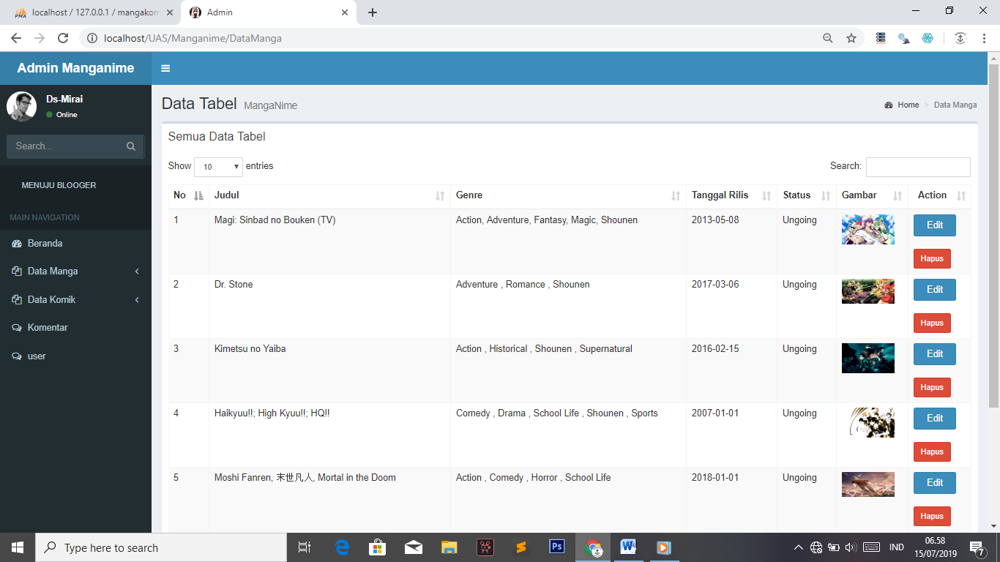 localhost / 127.0.0.1 / mangakom
Admin
localhost/UAS/Manganime/DataManga
Admin Manganime
Ds-Mirai
Online
Search...
MENUJU BLOOGER
MAIN NAVIGATION
Beranda
Data Manga
Data Komik
Komentar
user
Data Tabel MangaNime
Home > Data Manga
Semua Data Tabel
Show 10 entries
Search:
No Judul Genre Tanggal Rilis Status Gambar Action
1 Magi: Sinbad no Bouken (TV) Action, Adventure, Fantasy, Magic, Shounen 2013-05-08 Ungoing Edit
Hapus
2 Dr. Stone Adventure , Romance , Shounen 2017-03-06 Ungoing Edit
Hapus
3 Kimetsu no Yaiba Action , Historical , Shounen , Supernatural 2016-02-15 Ungoing Edit
Hapus
4 Haikyuu!!; High Kyuu!!; HQ!! Comedy , Drama , School Life , Shounen , Sports 2007-01-01 Ungoing Edit
Hapus
5 Moshi Fanren, 末世凡人, Mortal in the Doom Action , Comedy , Horror , School Life 2018-01-01 Ungoing Edit
Hapus
Type here to search
Ps
IND
06.58
15/07/2019
7